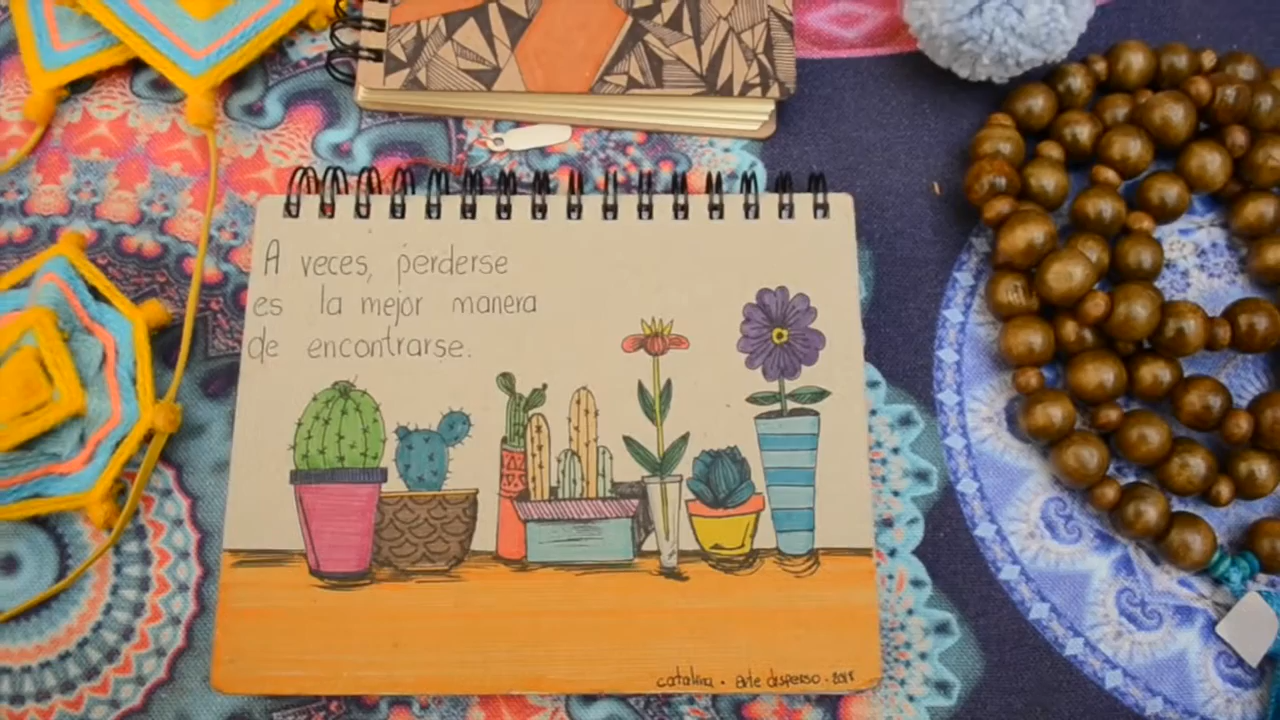 A veces, perderse
es la mejor manera
de encontrarse.
catalina · arte disperso · 2018